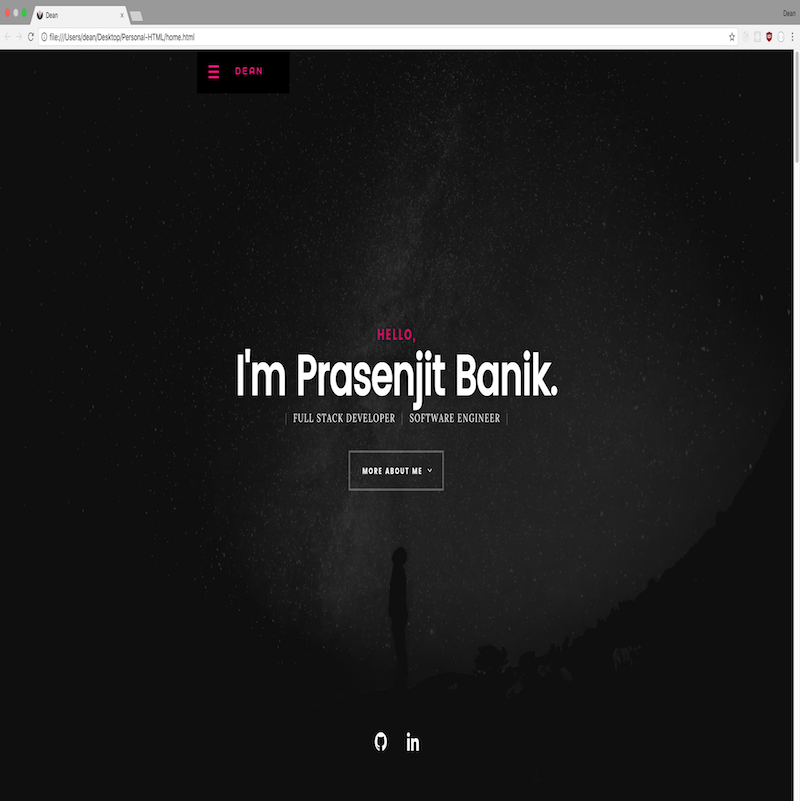 Dean
Dean
file:///Users/dean/Desktop/Personal-HTML/home.html
DEAN
HELLO,
I'm Prasenjit Banik.
| FULL STACK DEVELOPER | SOFTWARE ENGINEER |
MORE ABOUT ME
in